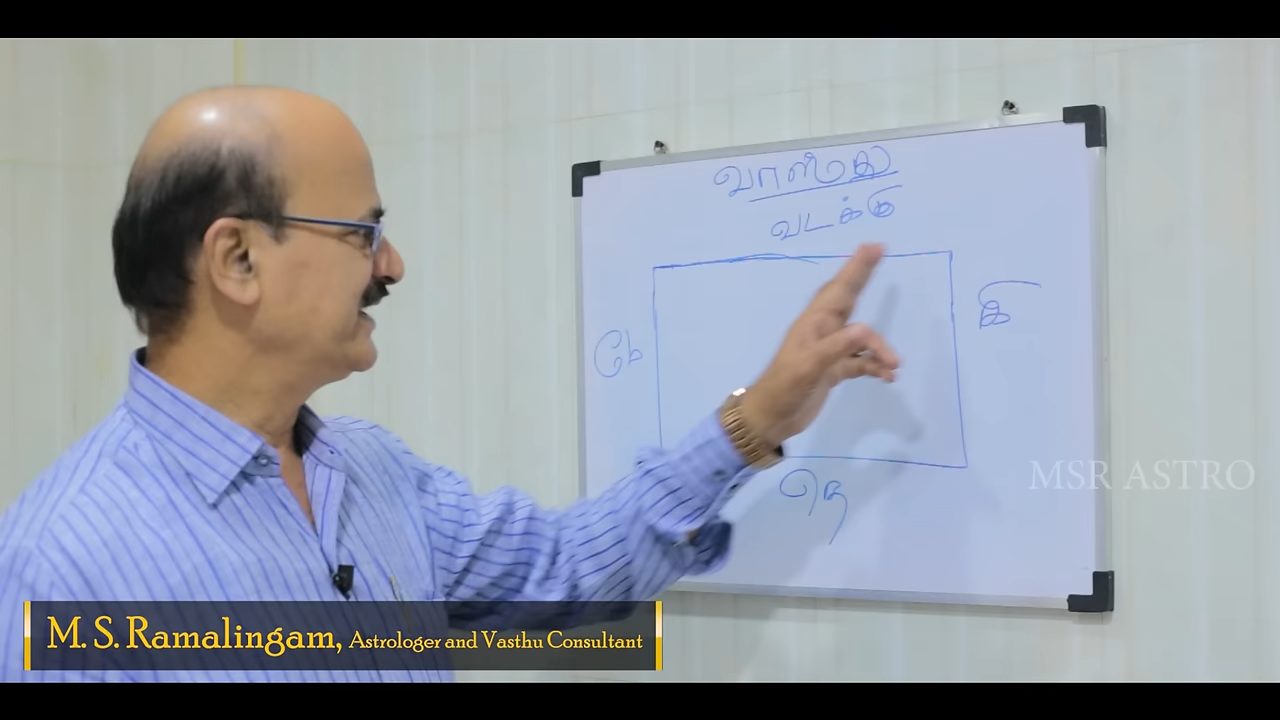 வாஸ்து
வடக்கு
மே
கி
தெ
MSR ASTRO
M. S. Ramalingam, Astrologer and Vasthu Consultant